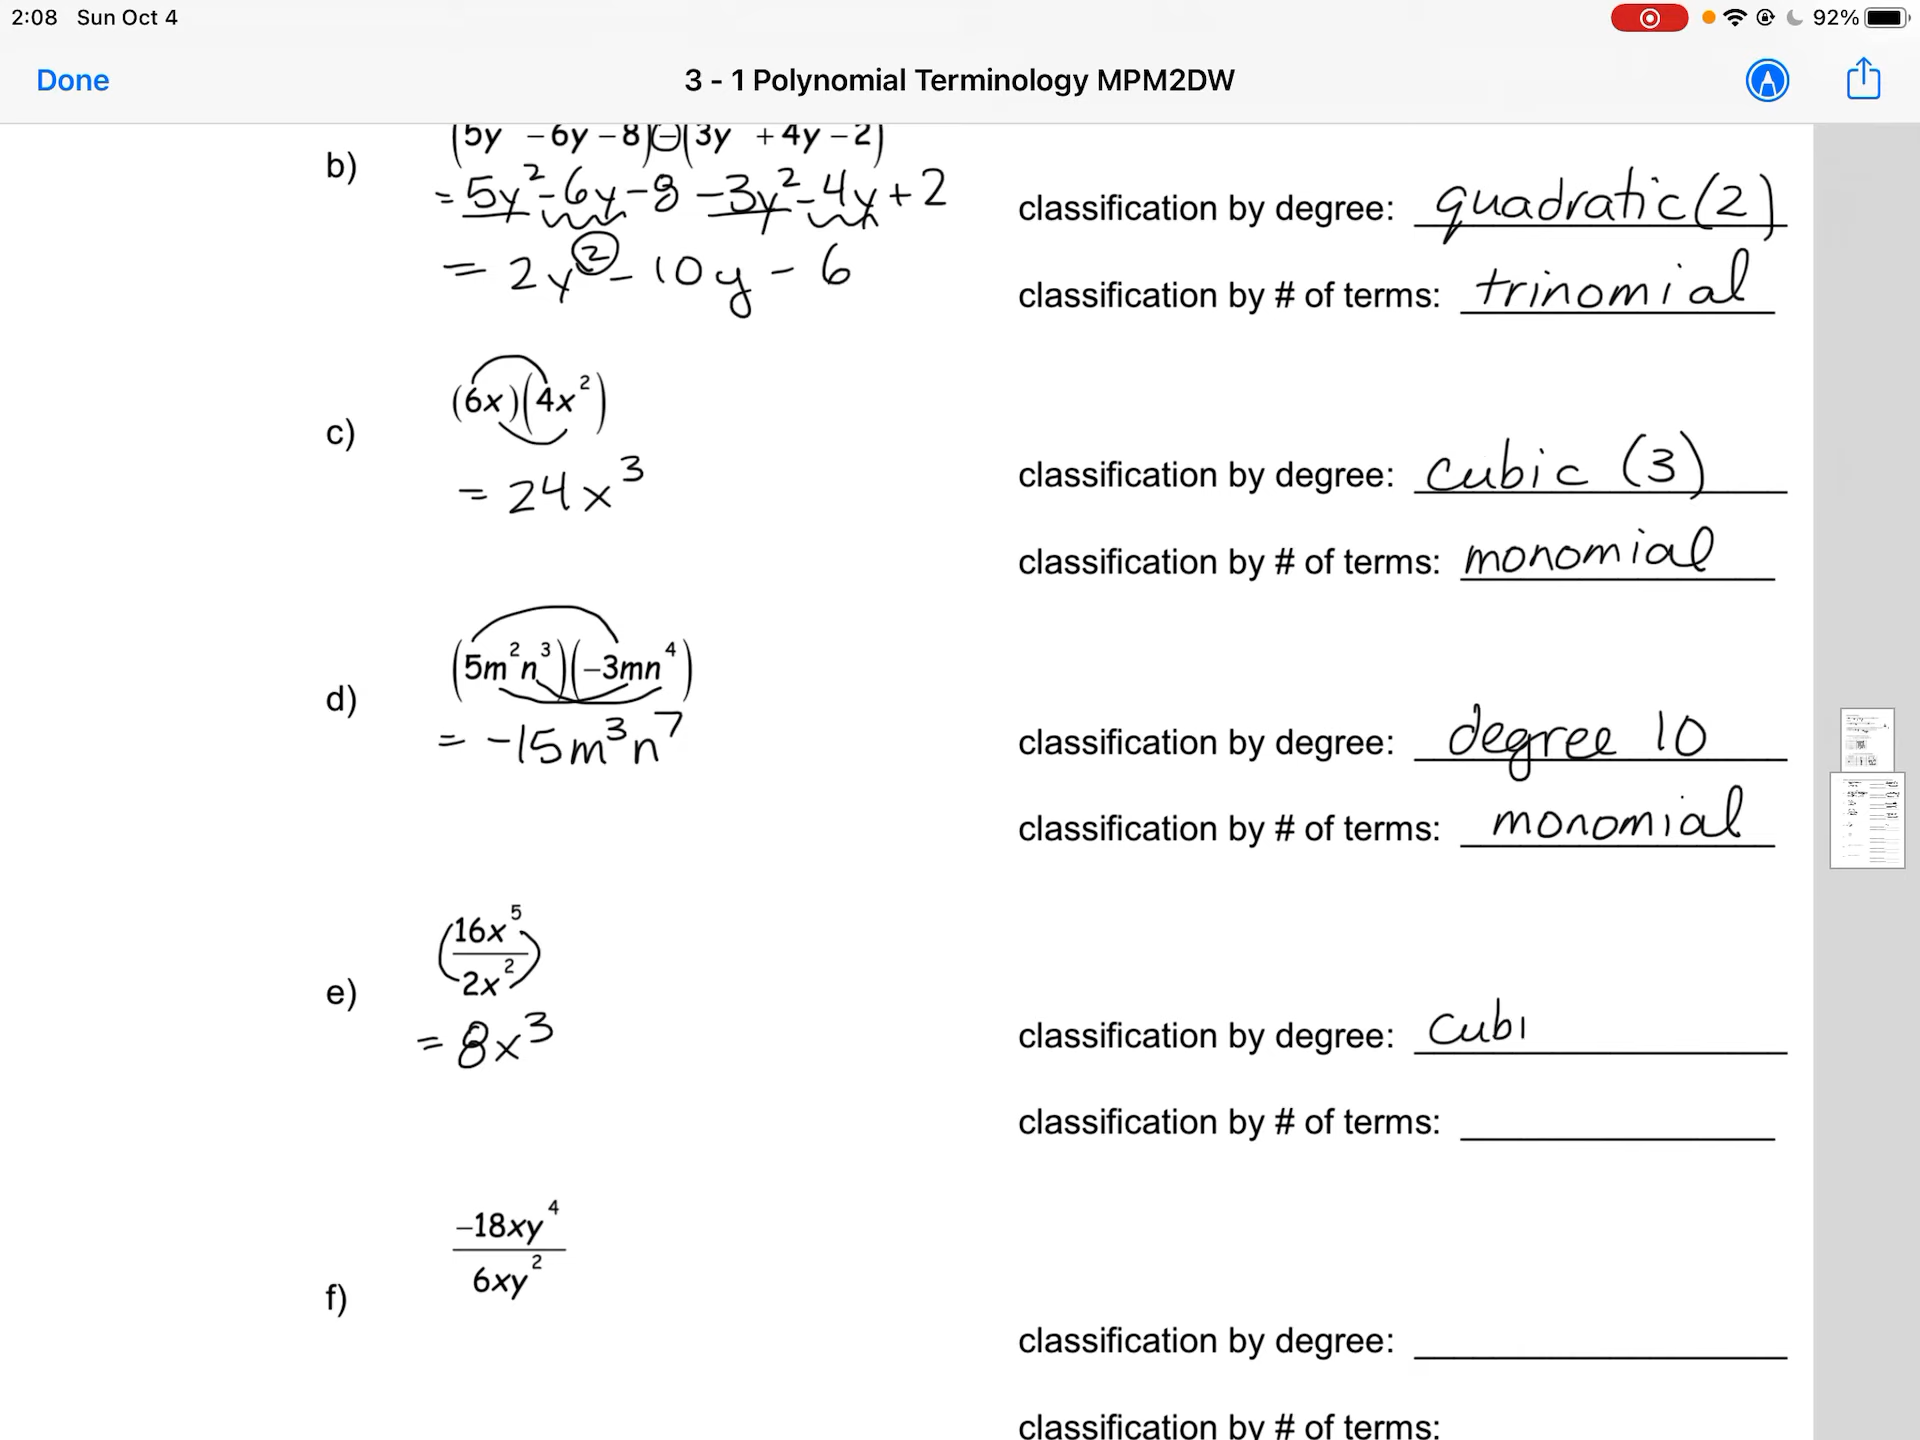 2:08 Sun Oct 4 92%
Done 3 - 1 Polynomial Terminology MPM2DW
(5y - 6y - 8) - (3y + 4y - 2)
b)
= 5y² - 6y - 8 - 3y² - 4y + 2
classification by degree: quadratic (2)
= 2y² - 10y - 6
classification by # of terms: trinomial
(6x)(4x²)
c)
= 24x³
classification by degree: cubic (3)
classification by # of terms: monomial
(5m²n³)(-3mn⁴)
d)
= -15m³n⁷
classification by degree: degree 10
classification by # of terms: monomial
16x⁵
2x²
e)
= 8x³
classification by degree: cubi
classification by # of terms:
-18xy⁴
6xy²
f)
classification by degree:
classification by # of terms: